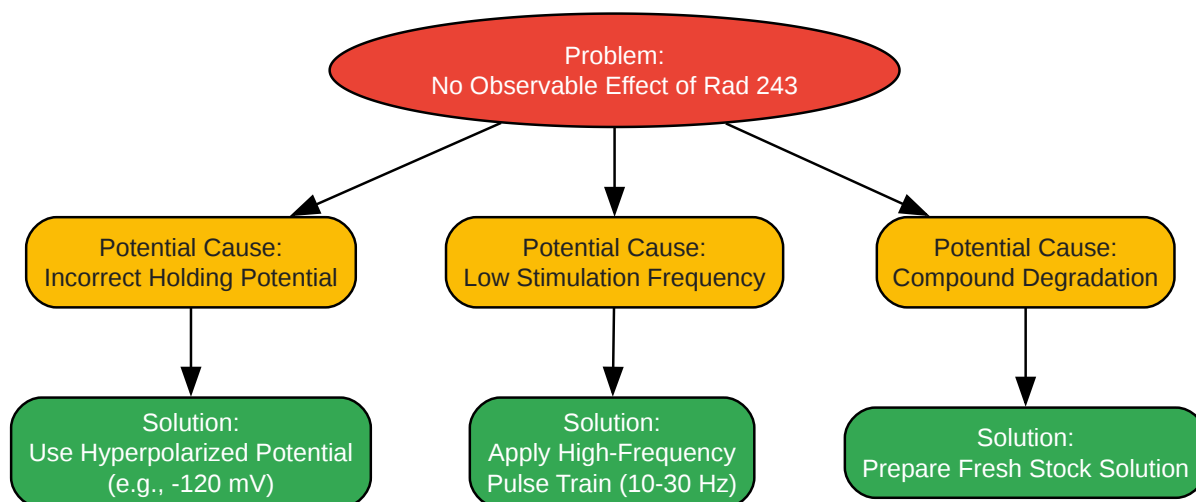 Problem:
No Observable Effect of Rad 243
Potential Cause:
Incorrect Holding Potential
Potential Cause:
Low Stimulation Frequency
Potential Cause:
Compound Degradation
Solution:
Use Hyperpolarized Potential
(e.g., -120 mV)
Solution:
Apply High-Frequency
Pulse Train (10-30 Hz)
Solution:
Prepare Fresh Stock Solution